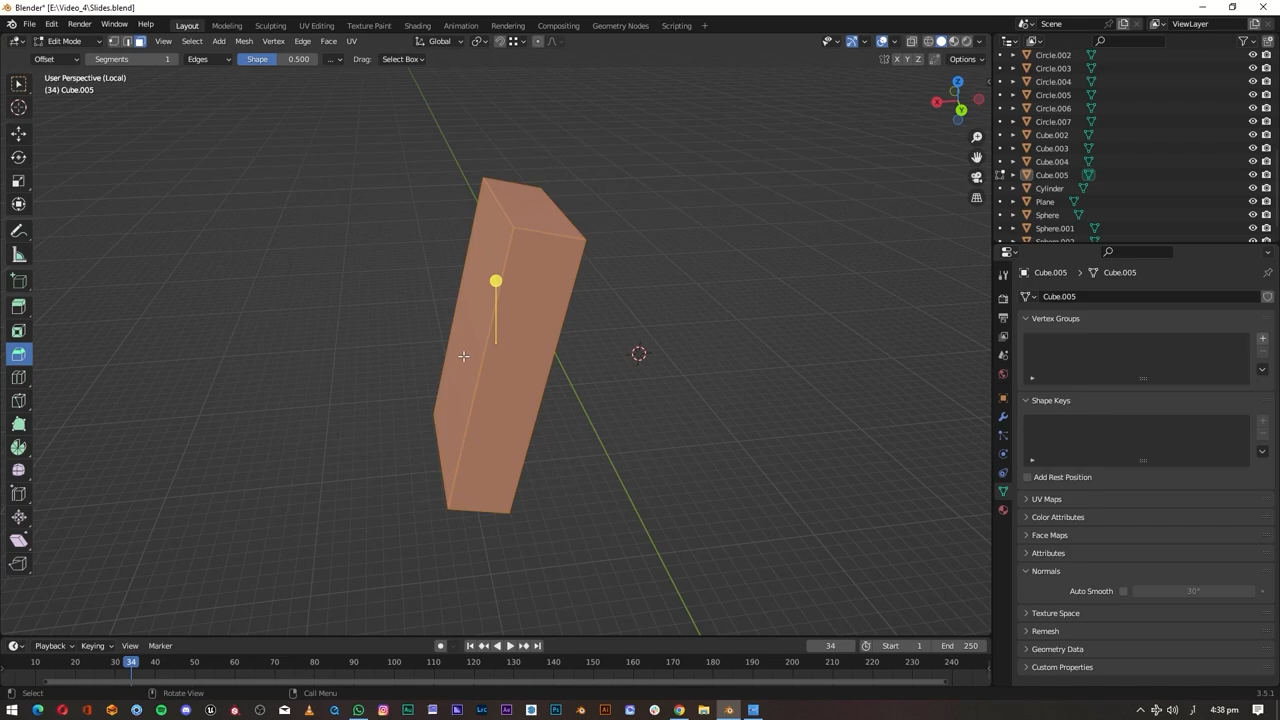 Blender* [E:\Video_4\Slides.blend]
File Edit Render Window Help Layout Modeling Sculpting UV Editing Texture Paint Shading Animation Rendering Compositing Geometry Nodes Scripting + Scene ViewLayer
Edit Mode View Select Add Mesh Vertex Edge Face UV Global
Offset Segments 1 Edges Shape 0.500 ... Drag: Select Box X Y Z Options
User Perspective (Local)
(34) Cube.005
Z
X
Y
Circle.002
Circle.003
Circle.004
Circle.005
Circle.006
Circle.007
Cube.002
Cube.003
Cube.004
Cube.005
Cylinder
Plane
Sphere
Sphere.001
Sphere.002
Cube.005 > Cube.005
Cube.005
Vertex Groups
Shape Keys
Add Rest Position
UV Maps
Color Attributes
Face Maps
Attributes
Normals
Auto Smooth 30°
Texture Space
Remesh
Geometry Data
Custom Properties
Playback Keying View Marker 34 Start 1 End 250
10 20 30 34 40 50 60 70 80 90 100 110 120 130 140 150 160 170 180 190 200 210 220 230 240
Select Rotate View Call Menu 3.5.1
4:38 pm